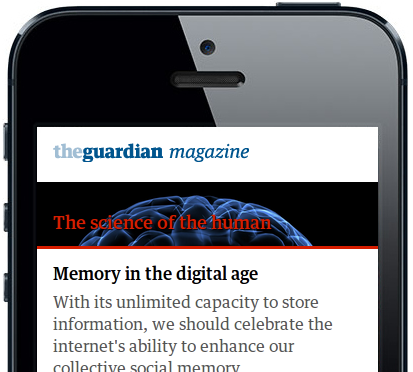 theguardian magazine
The science of the human
Memory in the digital age
With its unlimited capacity to store
information, we should celebrate the
internet's ability to enhance our
collective social memory